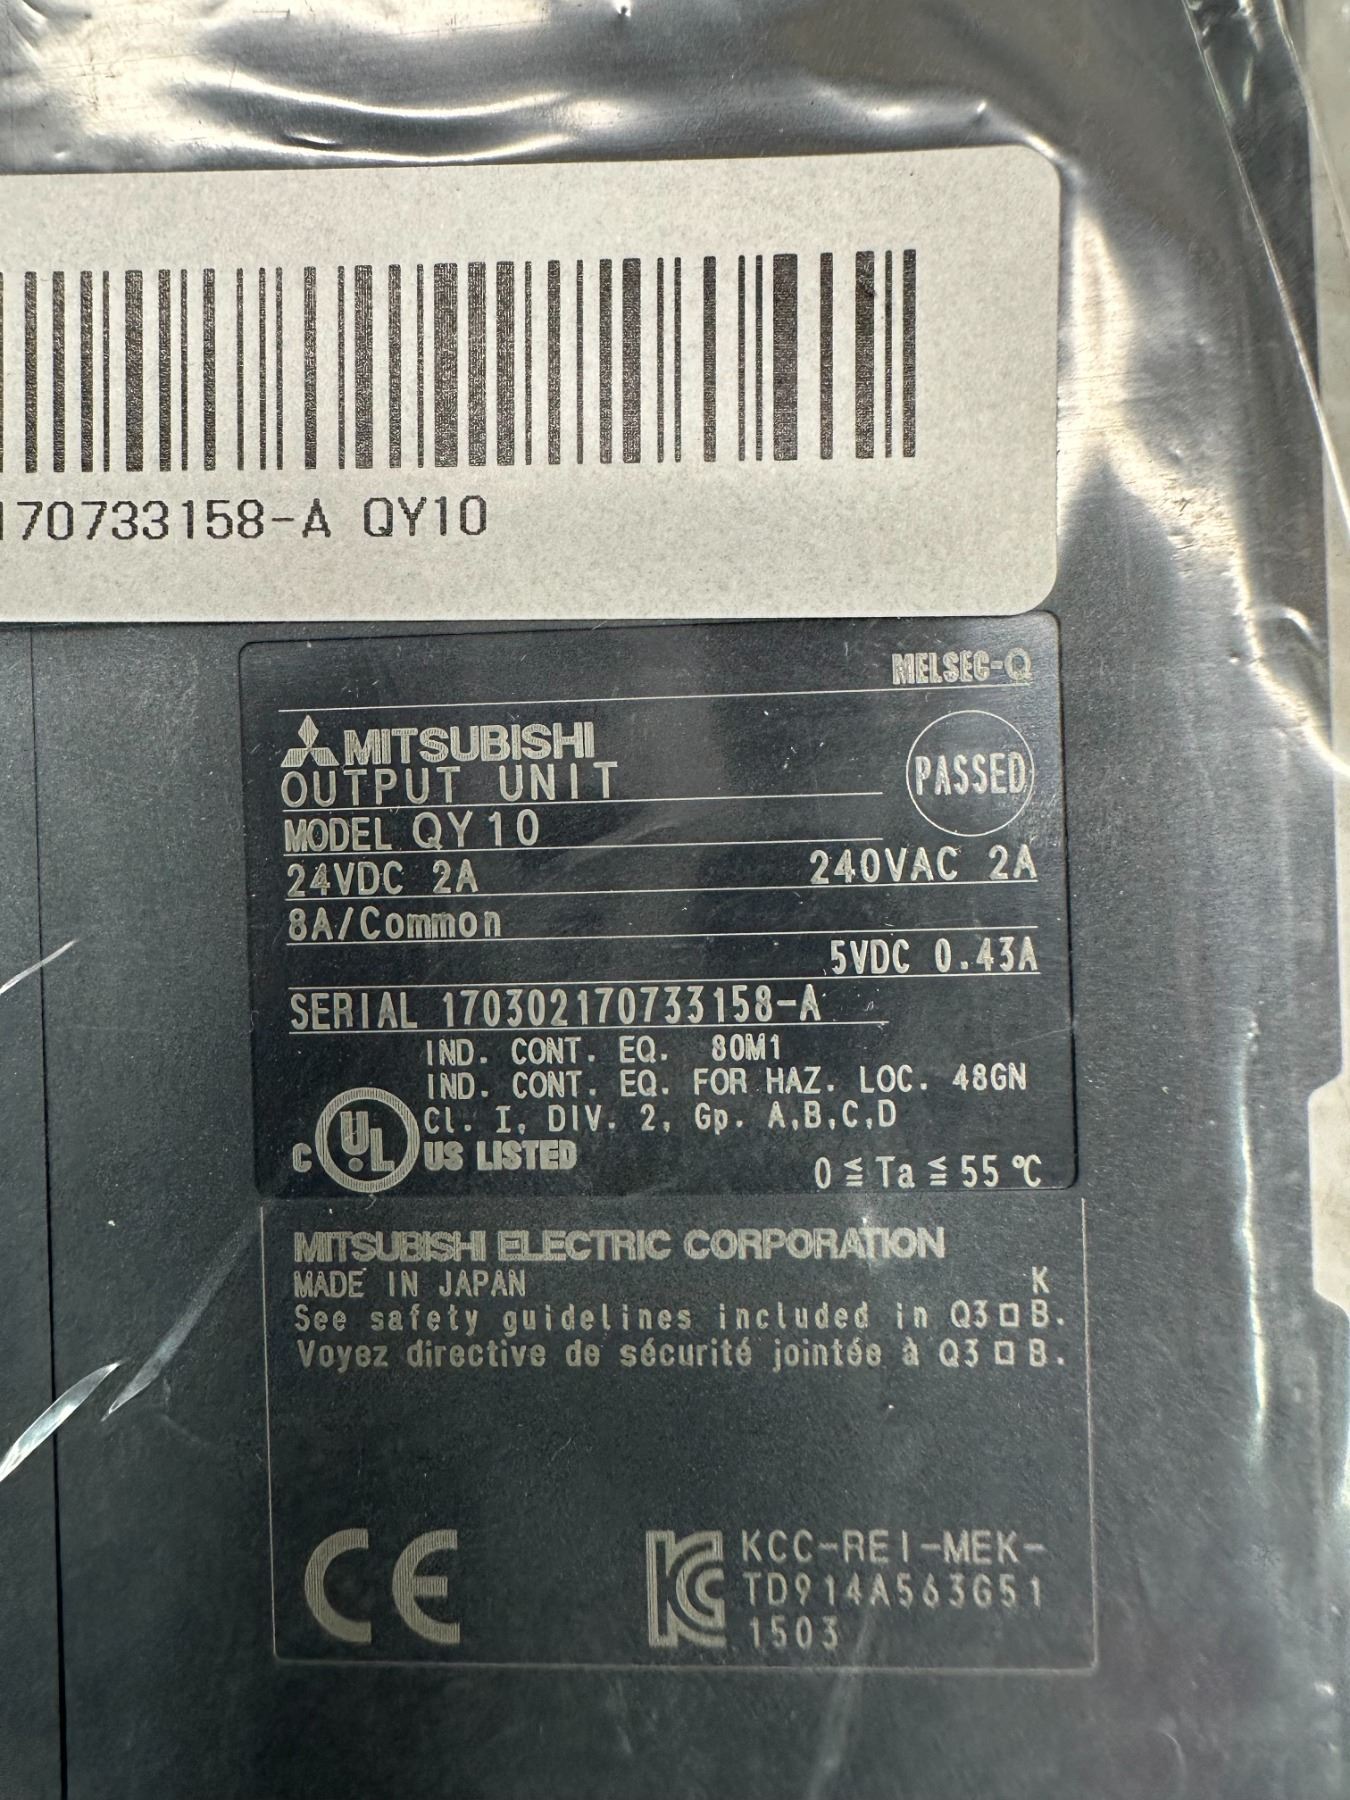 170733158-A QY10
MELSEC-Q
MITSUBISHI
OUTPUT UNIT
PASSED
MODEL QY10
24VDC 2A 240VAC 2A
8A/Common
5VDC 0.43A
SERIAL 170302170733158-A
IND. CONT. EQ. 80M1
IND. CONT. EQ. FOR HAZ. LOC. 48GN
Cl. I, DIV. 2, Gp. A,B,C,D
C UL US LISTED
0≦Ta≦55℃
MITSUBISHI ELECTRIC CORPORATION
MADE IN JAPAN K
See safety guidelines included in Q3□B.
Voyez directive de sécurité jointée à Q3□B.
CE
KCC-REI-MEK-
TD914A563G51
1503